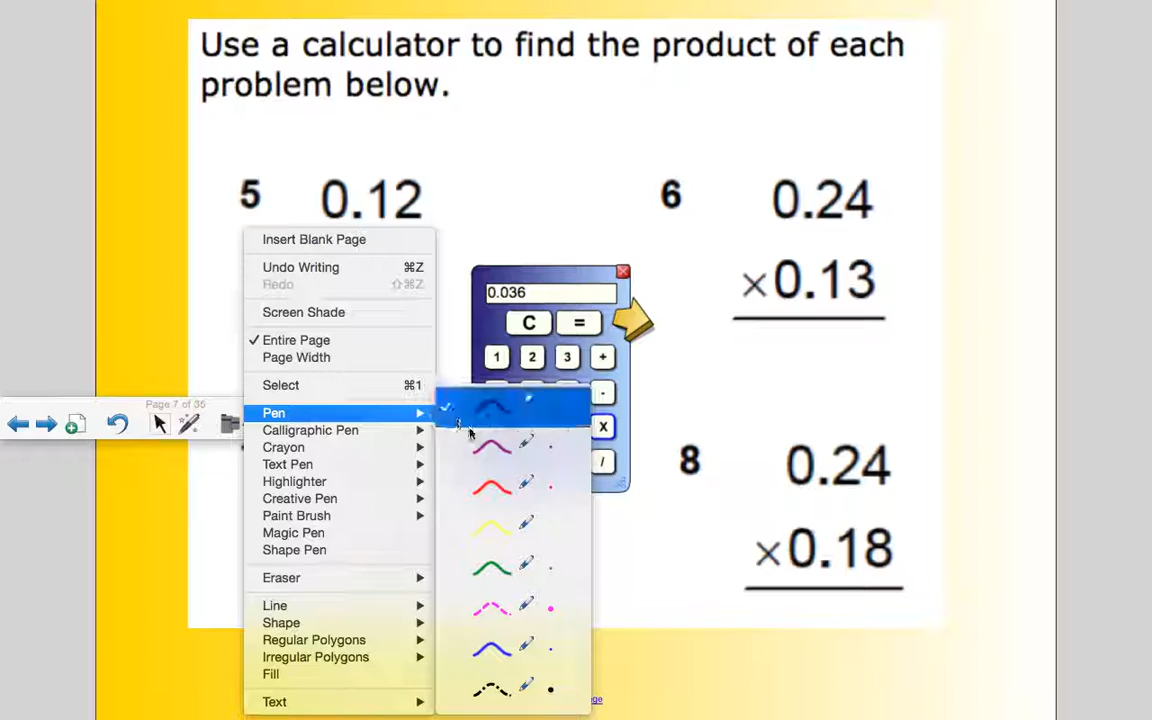 Use a calculator to find the product of each
problem below.
5 0.12
6 0.24
×0.13
Insert Blank Page
Undo Writing ⌘Z
Redo ⇧⌘Z
Screen Shade
✓ Entire Page
Page Width
Select ⌘1
Pen
Calligraphic Pen
Crayon
Text Pen
Highlighter
Creative Pen
Paint Brush
Magic Pen
Shape Pen
Eraser
Line
Shape
Regular Polygons
Irregular Polygons
Fill
Text
0.036
C =
1 2 3 +
-
X
/
Page 7 of 35
8 0.24
×0.18